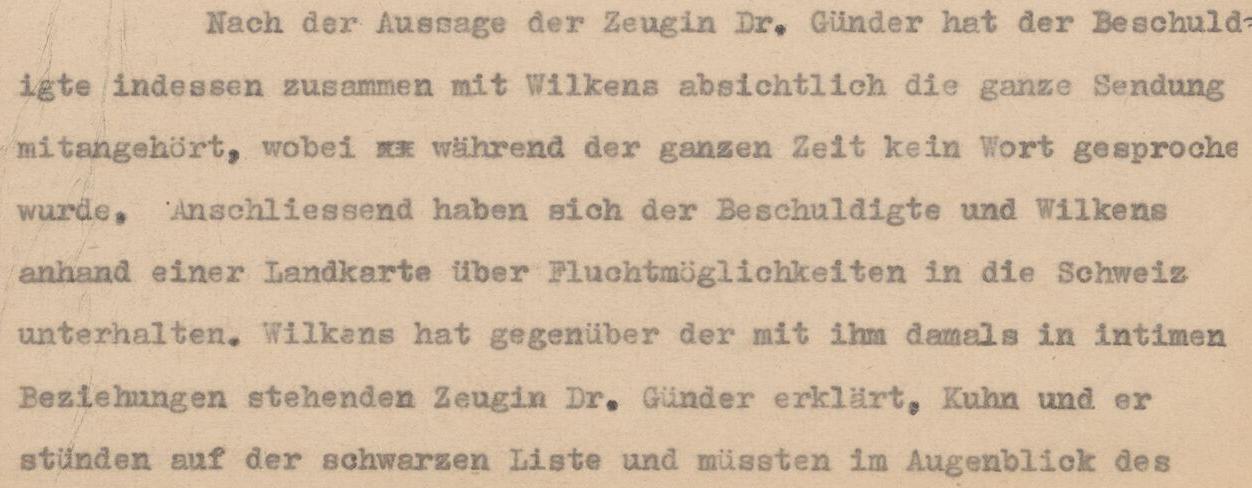 Nach der Aussage der Zeugin Dr. Günder hat der Beschuld-
igte indessen zusammen mit Wilkens absichtlich die ganze Sendung
mitangehört, wobei xx während der ganzen Zeit kein Wort gesproche
wurde. Anschliessend haben sich der Beschuldigte und Wilkens
anhand einer Landkarte über Fluchtmöglichkeiten in die Schweiz
unterhalten. Wilkens hat gegenüber der mit ihm damals in intimen
Beziehungen stehenden Zeugin Dr. Günder erklärt, Kuhn und er
stünden auf der schwarzen Liste und müssten im Augenblick des